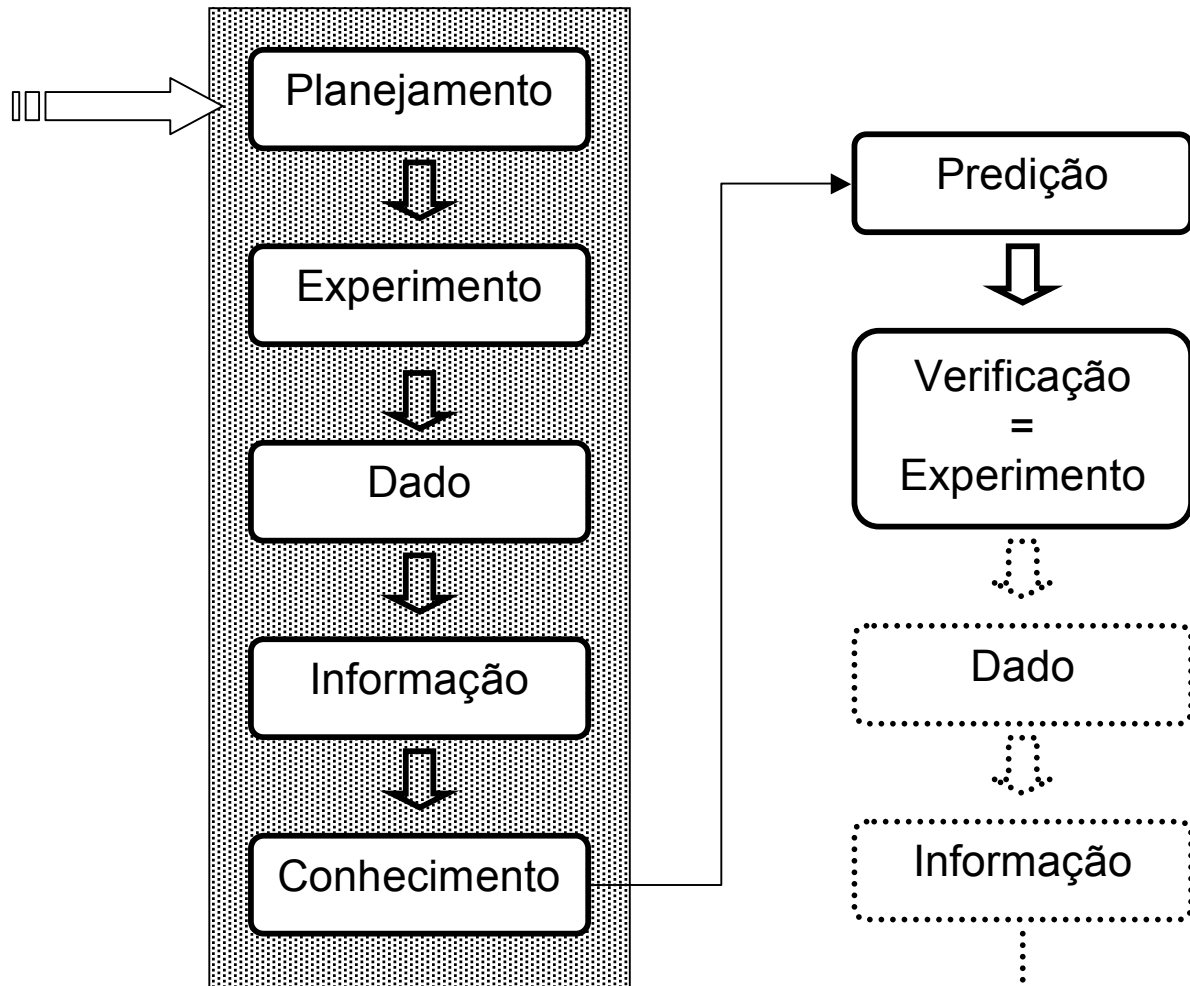 Planejamento
Experimento
Dado
Informação
Conhecimento
Predição
Verificação
=
Experimento
Dado
Informação